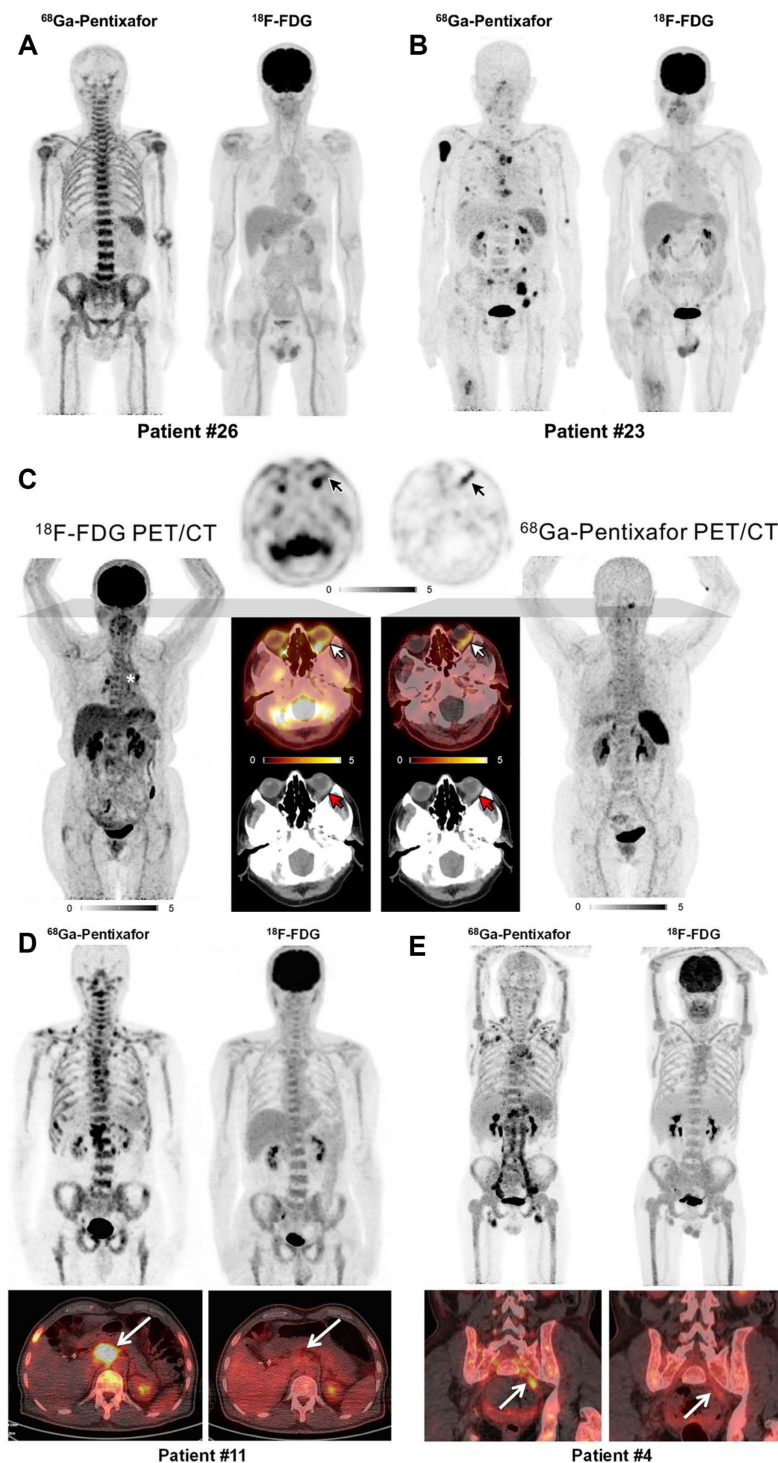 ⁶⁸Ga-Pentixafor ¹⁸F-FDG ⁶⁸Ga-Pentixafor ¹⁸F-FDG
A B
Patient #26 Patient #23
C
¹⁸F-FDG PET/CT ⁶⁸Ga-Pentixafor PET/CT
0 5
*
0 5 0 5
0 5 0 5
D ⁶⁸Ga-Pentixafor ¹⁸F-FDG E ⁶⁸Ga-Pentixafor ¹⁸F-FDG
Patient #11 Patient #4